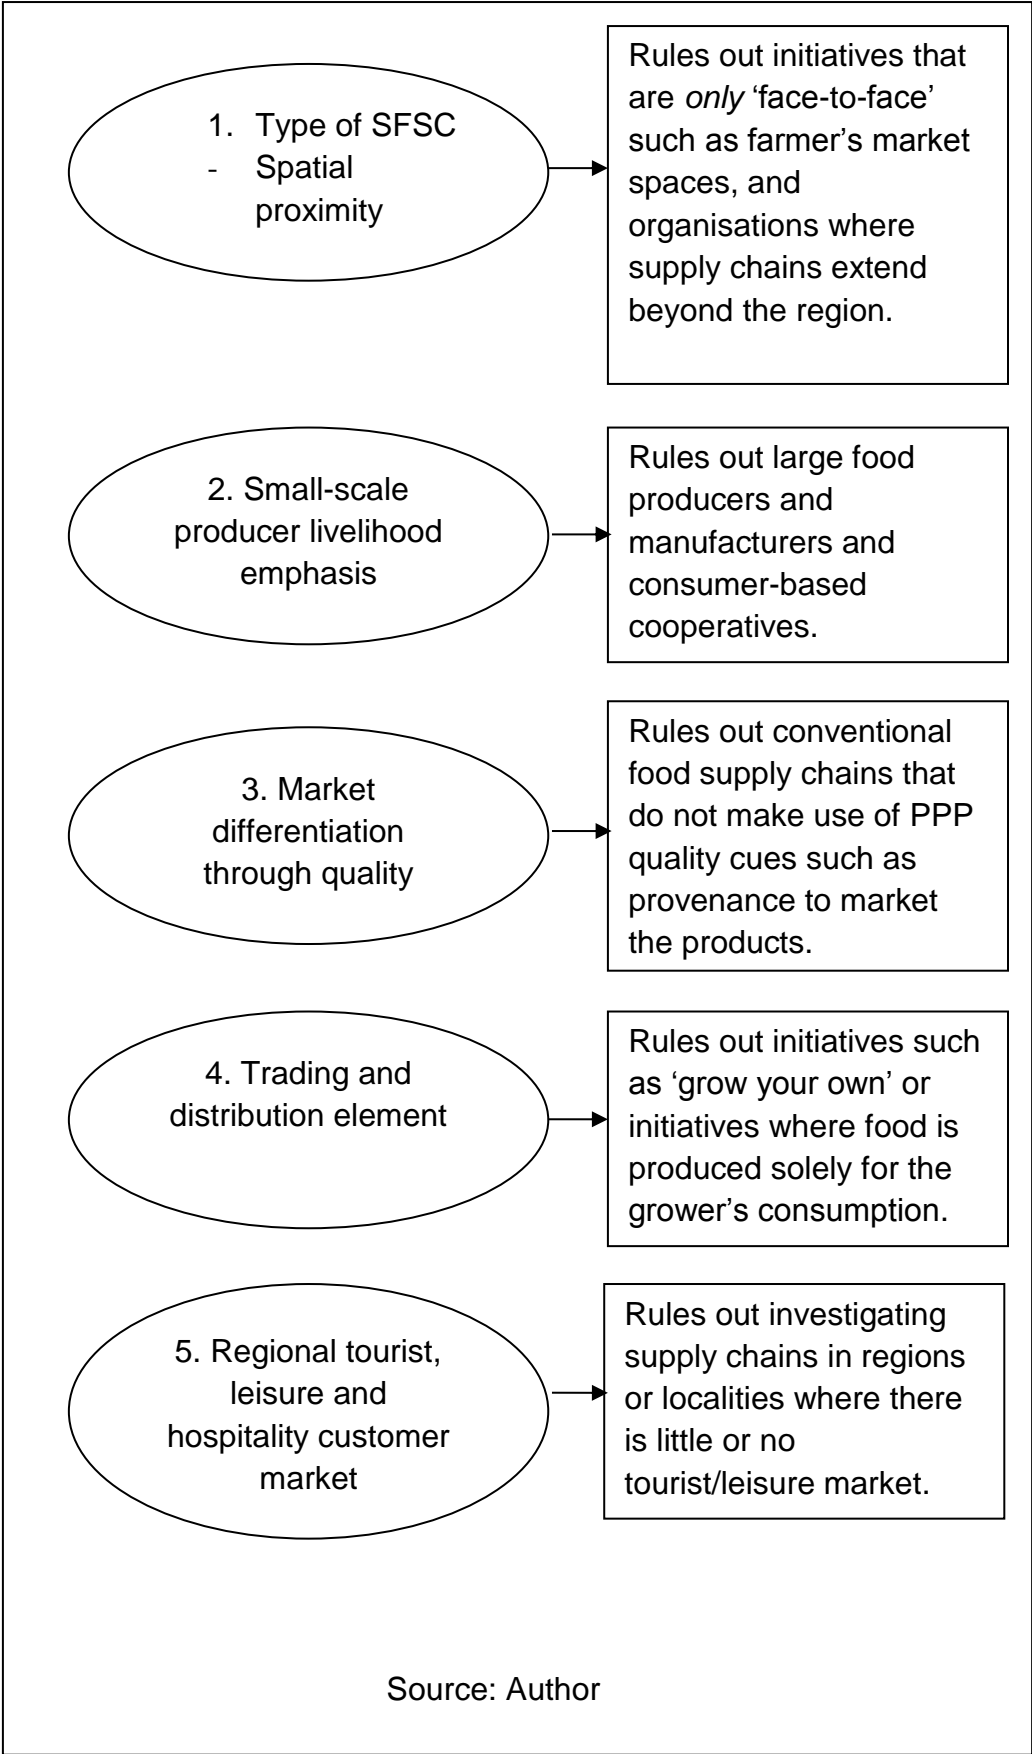 1. Type of SFSC
- Spatial
proximity
Rules out initiatives that
are only ‘face-to-face’
such as farmer’s market
spaces, and
organisations where
supply chains extend
beyond the region.
2. Small-scale
producer livelihood
emphasis
Rules out large food
producers and
manufacturers and
consumer-based
cooperatives.
3. Market
differentiation
through quality
Rules out conventional
food supply chains that
do not make use of PPP
quality cues such as
provenance to market
the products.
4. Trading and
distribution element
Rules out initiatives such
as ‘grow your own’ or
initiatives where food is
produced solely for the
grower’s consumption.
5. Regional tourist,
leisure and
hospitality customer
market
Rules out investigating
supply chains in regions
or localities where there
is little or no
tourist/leisure market.
Source: Author